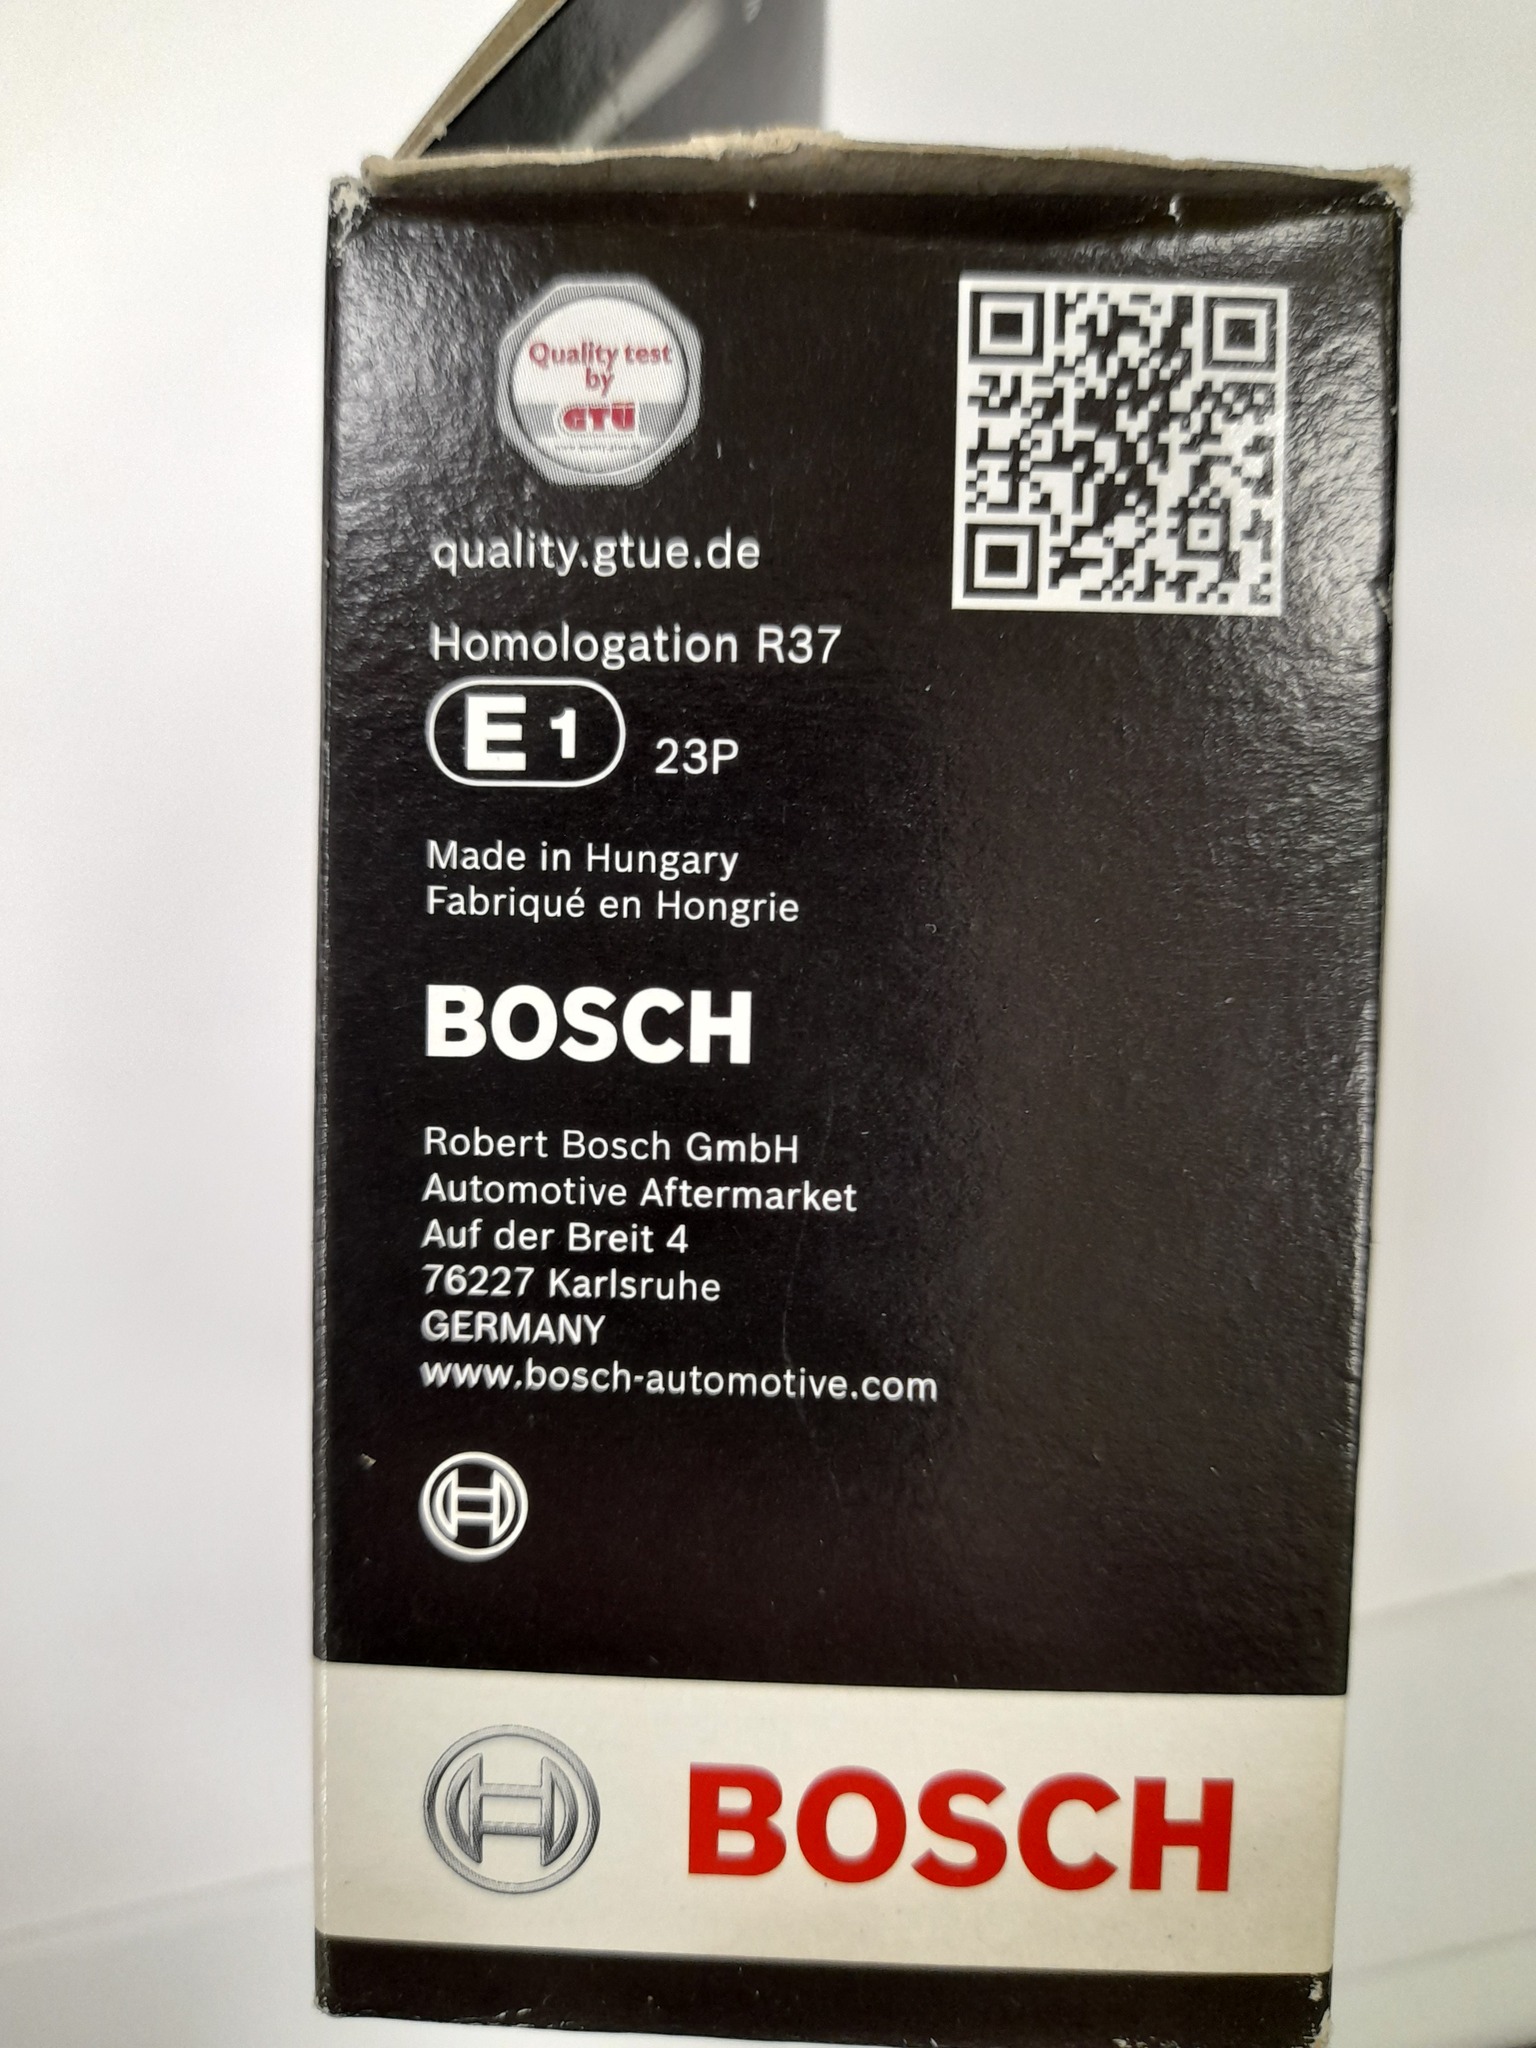 Quality test
by
GTÜ
quality.gtue.de
Homologation R37
E1 23P
Made in Hungary
Fabriqué en Hongrie
BOSCH
Robert Bosch GmbH
Automotive Aftermarket
Auf der Breit 4
76227 Karlsruhe
GERMANY
www.bosch-automotive.com
BOSCH